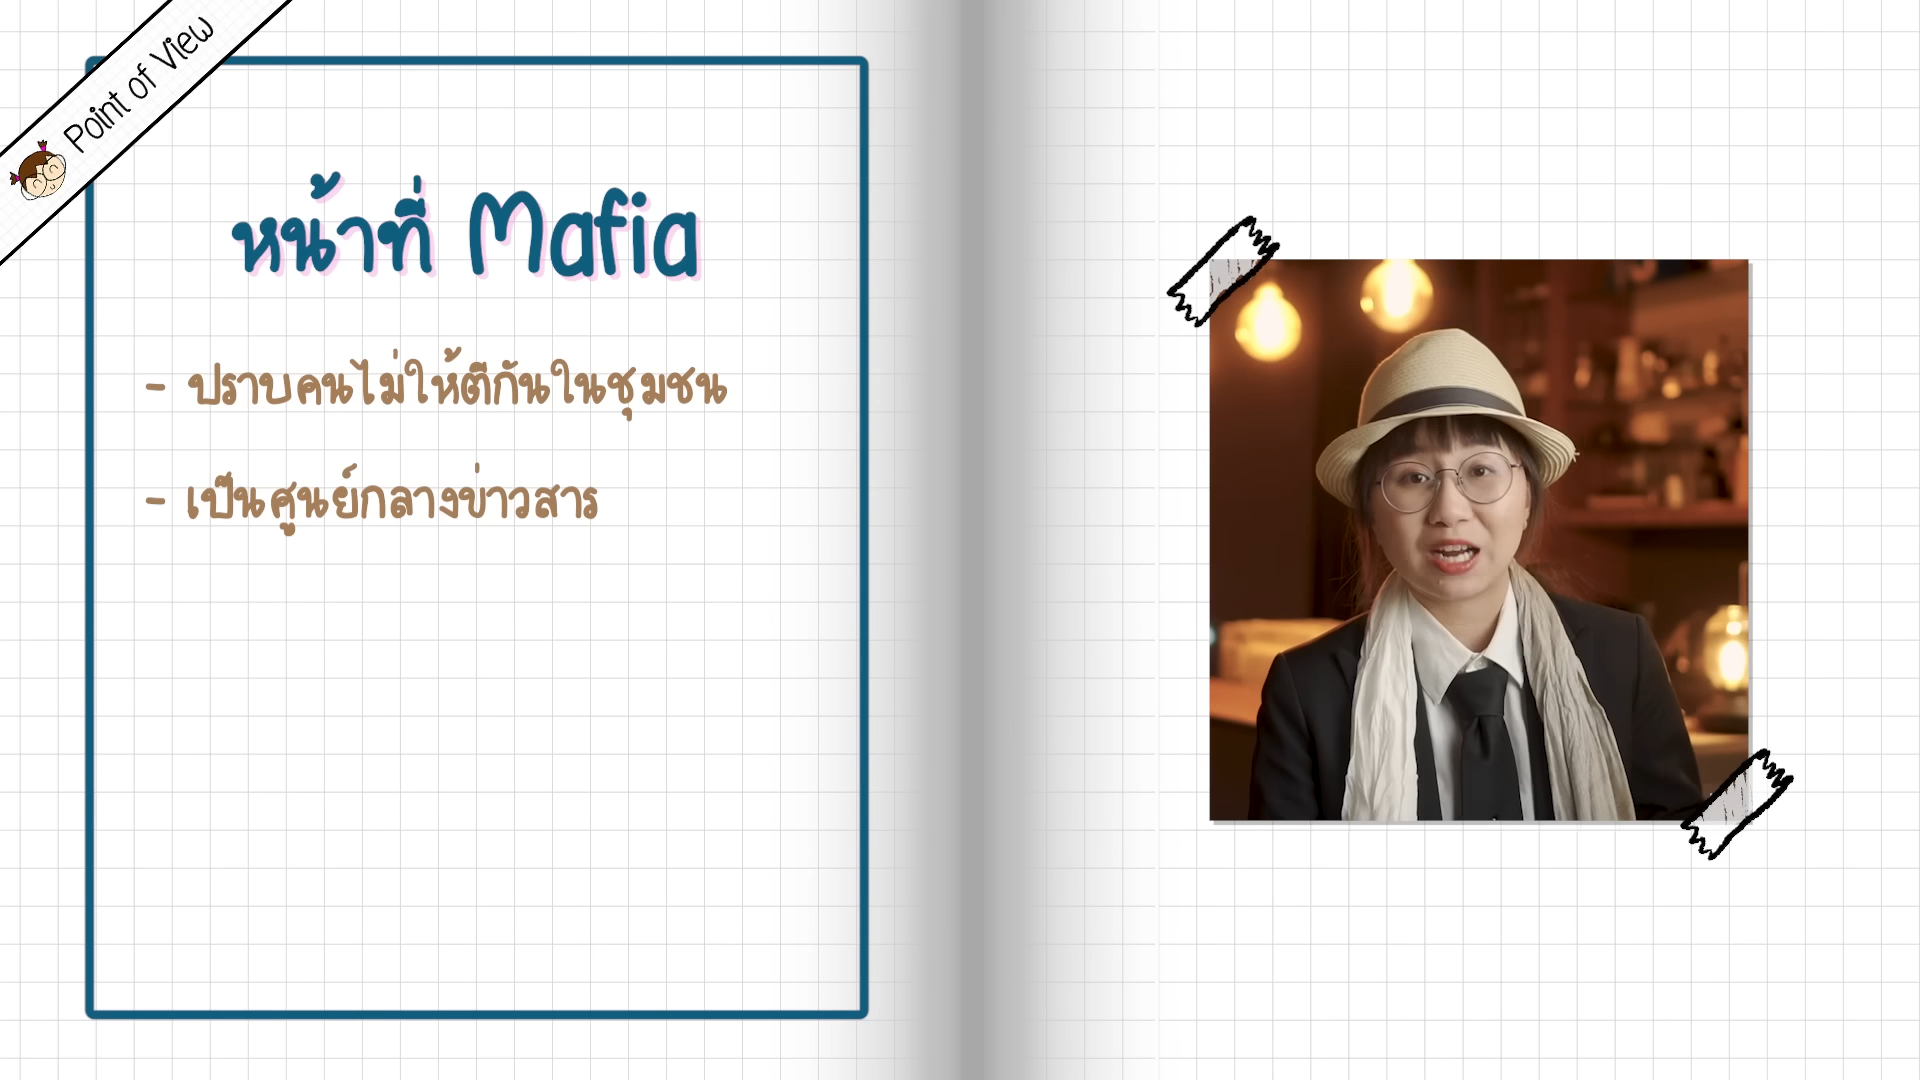 Point of View
หน้าที่ Mafia
- ปราบคนไม่ให้ตีกันในชุมชน
- เป็นศูนย์กลางข่าวสาร